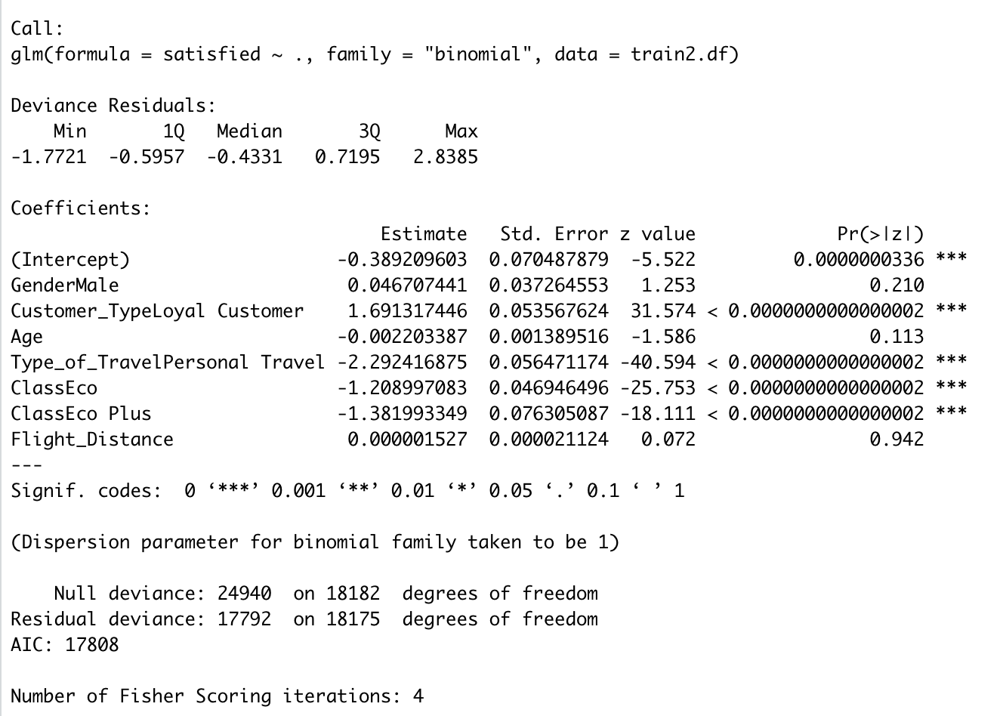 Call:
glm(formula = satisfied ~ ., family = "binomial", data = train2.df)

Deviance Residuals:
    Min       1Q   Median       3Q      Max
-1.7721  -0.5957  -0.4331   0.7195   2.8385

Coefficients:
                                  Estimate   Std. Error z value             Pr(>|z|)
(Intercept)                   -0.389209603  0.070487879  -5.522         0.0000000336 ***
GenderMale                     0.046707441  0.037264553   1.253                0.210
Customer_TypeLoyal Customer    1.691317446  0.053567624  31.574 < 0.0000000000000002 ***
Age                           -0.002203387  0.001389516  -1.586                0.113
Type_of_TravelPersonal Travel -2.292416875  0.056471174 -40.594 < 0.0000000000000002 ***
ClassEco                      -1.208997083  0.046946496 -25.753 < 0.0000000000000002 ***
ClassEco Plus                 -1.381993349  0.076305087 -18.111 < 0.0000000000000002 ***
Flight_Distance                0.000001527  0.000021124   0.072                0.942
---
Signif. codes:  0 ‘***’ 0.001 ‘**’ 0.01 ‘*’ 0.05 ‘.’ 0.1 ‘ ’ 1

(Dispersion parameter for binomial family taken to be 1)

    Null deviance: 24940  on 18182  degrees of freedom
Residual deviance: 17792  on 18175  degrees of freedom
AIC: 17808

Number of Fisher Scoring iterations: 4